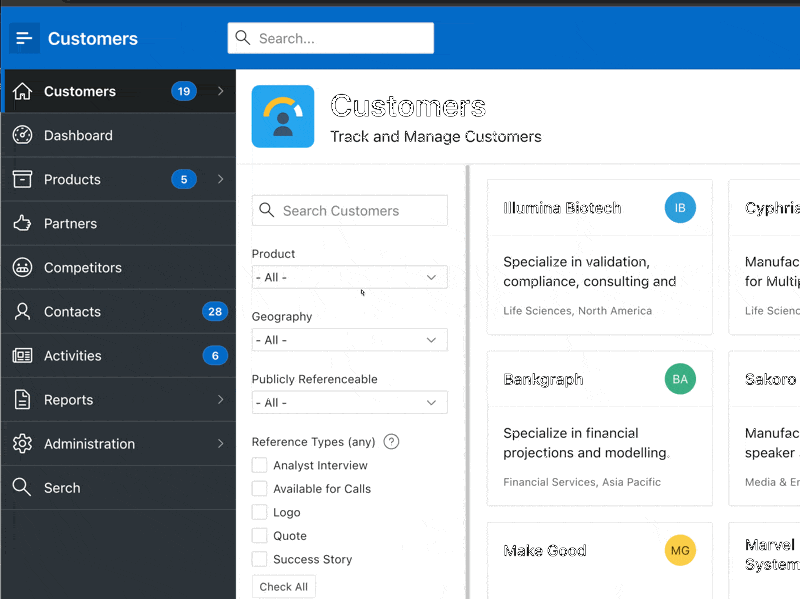 Customers
Search...
Customers 19
Dashboard
Products 5
Partners
Competitors
Contacts 28
Activities 6
Reports
Administration
Serch
Customers
Track and Manage Customers
Search Customers
Product
- All -
Geography
- All -
Publicly Referenceable
- All -
Reference Types (any) ?
Analyst Interview
Available for Calls
Logo
Quote
Success Story
Check All
Illumina Biotech IB
Specialize in validation,
compliance, consulting and
Life Sciences, North America
Bankgraph BA
Specialize in financial
projections and modelling.
Financial Services, Asia Pacific
Make Good MG
Cyphris
Manufac
for Multip
Life Scienc
Sakoro
Manufac
speaker
Media & En
Marvel
System